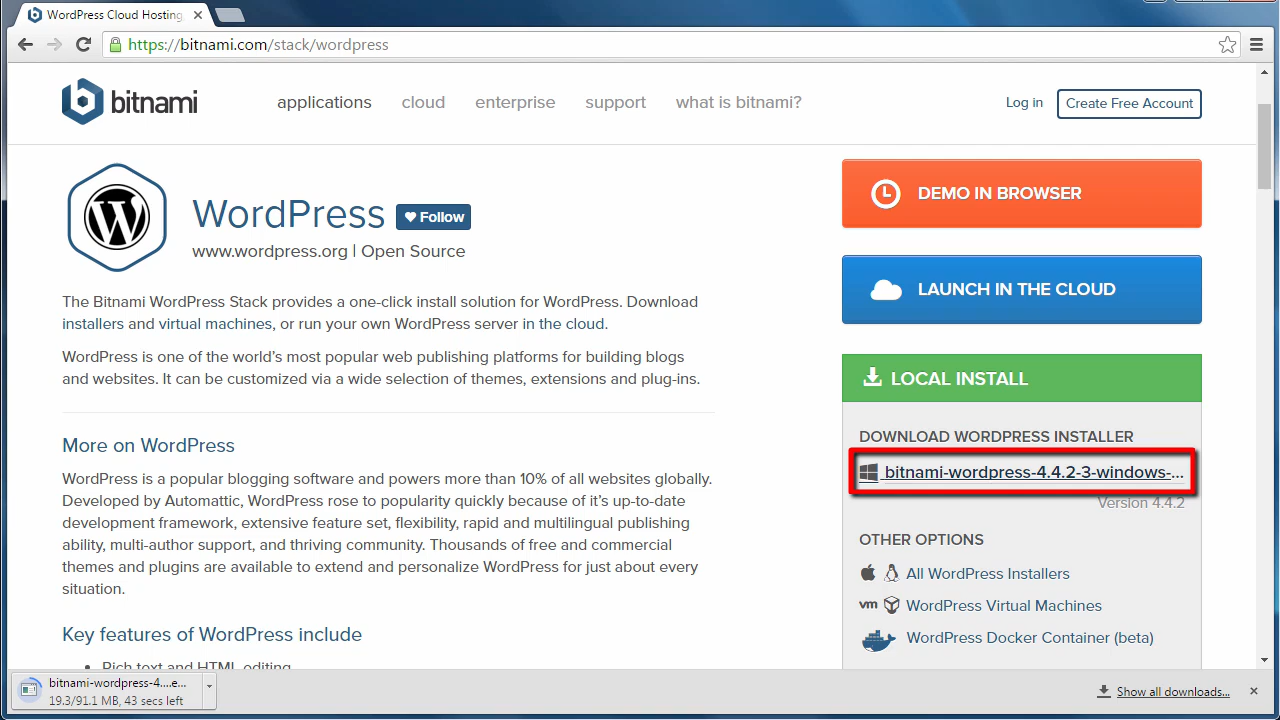 WordPress Cloud Hosting,
https://bitnami.com/stack/wordpress
bitnami
applications cloud enterprise support what is bitnami?
Log in Create Free Account
WordPress Follow
www.wordpress.org | Open Source
The Bitnami WordPress Stack provides a one-click install solution for WordPress. Download
installers and virtual machines, or run your own WordPress server in the cloud.
WordPress is one of the world's most popular web publishing platforms for building blogs
and websites. It can be customized via a wide selection of themes, extensions and plug-ins.
More on WordPress
WordPress is a popular blogging software and powers more than 10% of all websites globally.
Developed by Automattic, WordPress rose to popularity quickly because of it's up-to-date
development framework, extensive feature set, flexibility, rapid and multilingual publishing
ability, multi-author support, and thriving community. Thousands of free and commercial
themes and plugins are available to extend and personalize WordPress for just about every
situation.
Key features of WordPress include
• Rich text and HTML editing
DEMO IN BROWSER
LAUNCH IN THE CLOUD
LOCAL INSTALL
DOWNLOAD WORDPRESS INSTALLER
bitnami-wordpress-4.4.2-3-windows-...
Version 4.4.2
OTHER OPTIONS
All WordPress Installers
vm WordPress Virtual Machines
WordPress Docker Container (beta)
bitnami-wordpress-4....e...
19.3/91.1 MB, 43 secs left
Show all downloads...